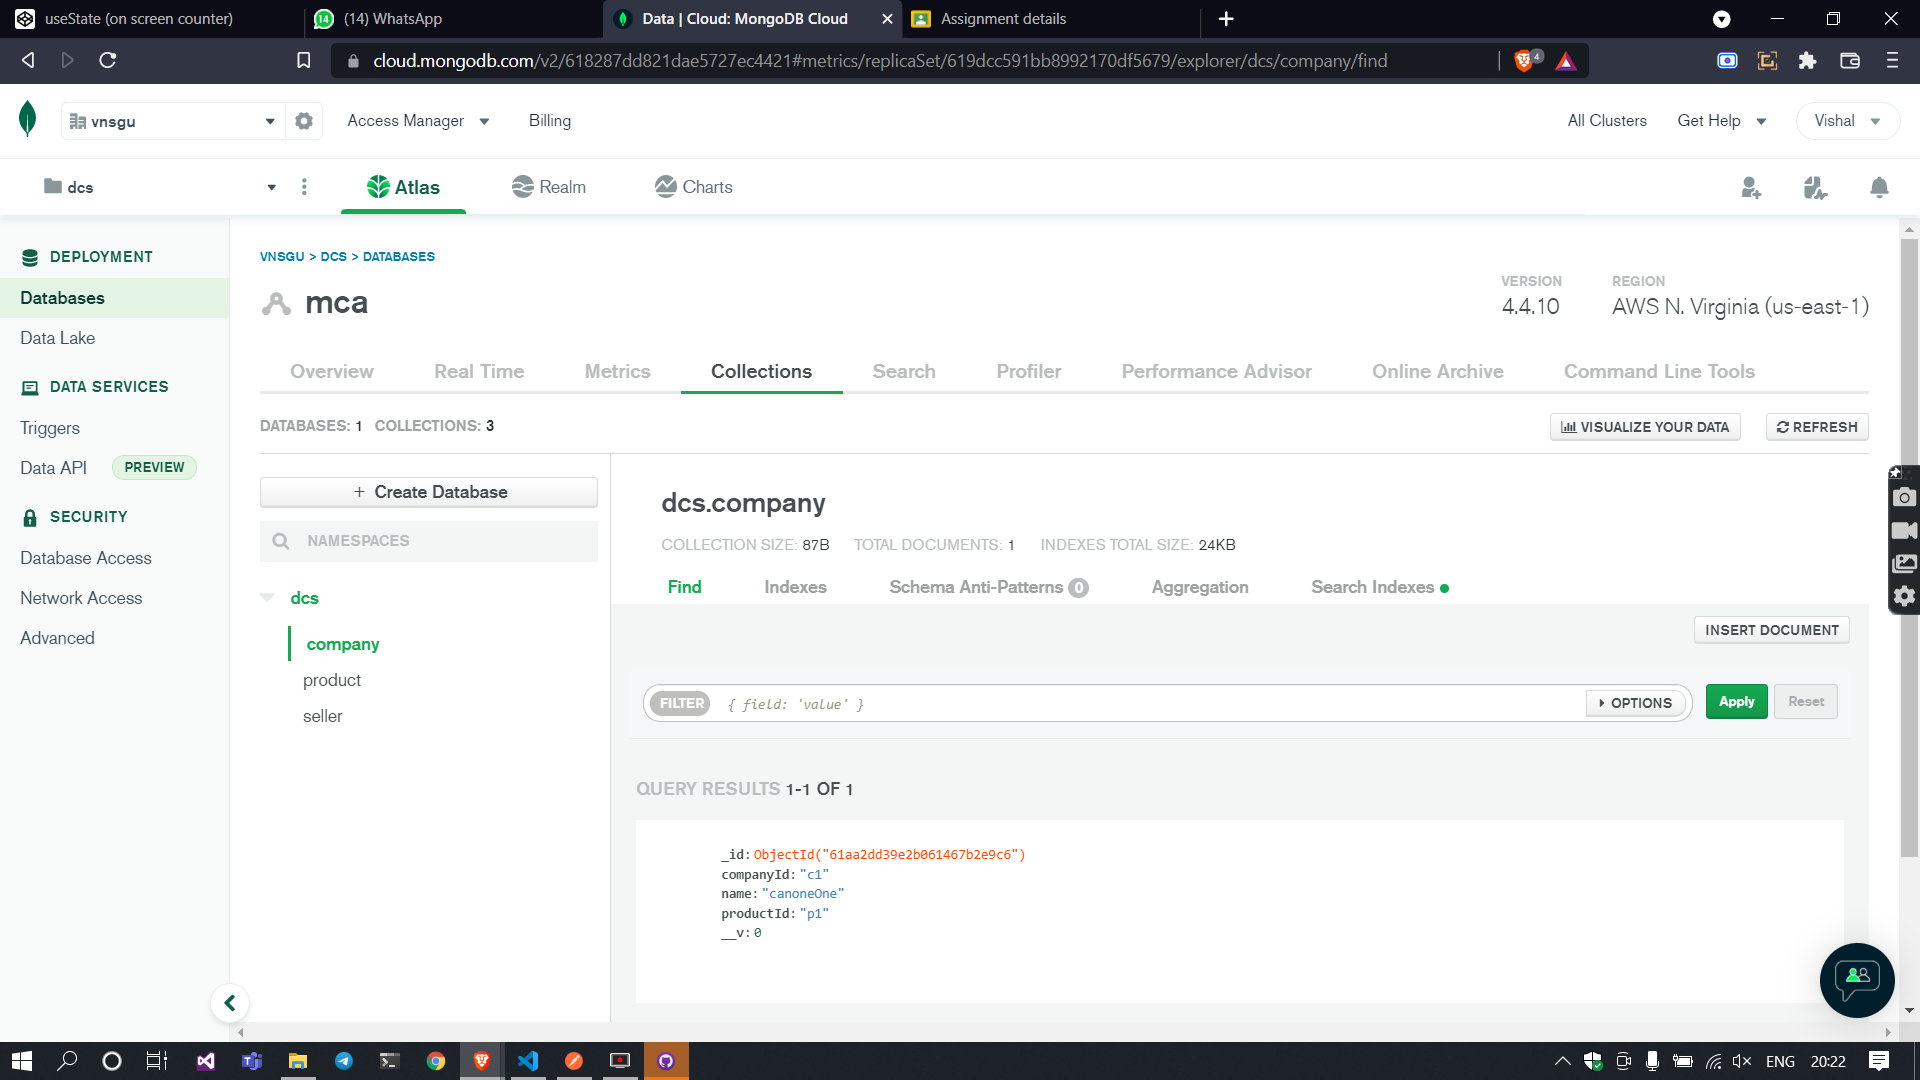 useState (on screen counter)
14 (14) WhatsApp
Data | Cloud: MongoDB Cloud
Assignment details
cloud.mongodb.com/v2/618287dd821dae5727ec4421#metrics/replicaSet/619dcc591bb8992170df5679/explorer/dcs/company/find
4
vnsgu
Access Manager
Billing
All Clusters
Get Help
Vishal
dcs
Atlas
Realm
Charts
DEPLOYMENT
Databases
Data Lake
DATA SERVICES
Triggers
Data API PREVIEW
SECURITY
Database Access
Network Access
Advanced
VNSGU > DCS > DATABASES
mca
VERSION
4.4.10
REGION
AWS N. Virginia (us-east-1)
Overview Real Time Metrics Collections Search Profiler Performance Advisor Online Archive Command Line Tools
DATABASES: 1 COLLECTIONS: 3
VISUALIZE YOUR DATA
REFRESH
+ Create Database
NAMESPACES
dcs
company
product
seller
dcs.company
COLLECTION SIZE: 87B TOTAL DOCUMENTS: 1 INDEXES TOTAL SIZE: 24KB
Find Indexes Schema Anti-Patterns 0 Aggregation Search Indexes
INSERT DOCUMENT
FILTER { field: 'value' }
OPTIONS
Apply
Reset
QUERY RESULTS 1-1 OF 1
_id: ObjectId("61aa2dd39e2b061467b2e9c6")
companyId: "c1"
name: "canoneOne"
productId: "p1"
__v: 0
ENG 20:22